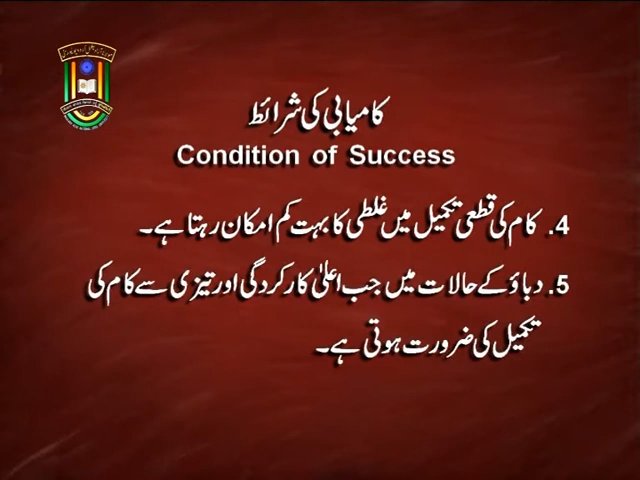 کامیابی کی شرائط
Condition of Success
4. کام کی قطعی تکمیل میں غلطی کا بہت کم امکان رہتا ہے۔
5. دباؤ کے حالات میں جب اعلیٰ کارکردگی اور تیزی سے کام کی
تکمیل کی ضرورت ہوتی ہے۔